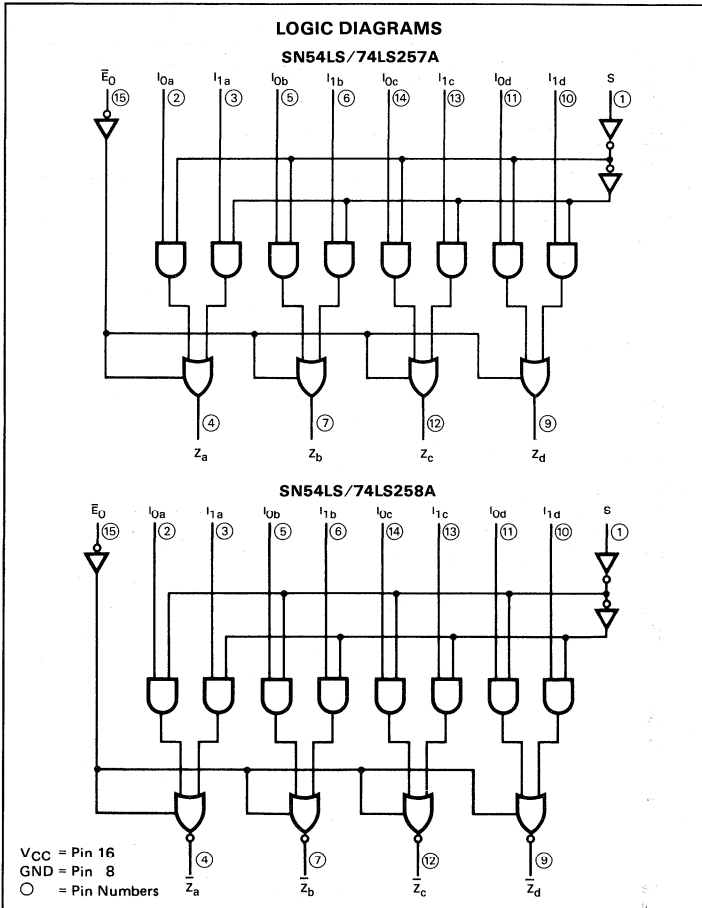 LOGIC DIAGRAMS
SN54LS/74LS257A
E̅₀ I₀ₐ I₁ₐ I₀b I₁b I₀c I₁c I₀d I₁d S
15 2 3 5 6 14 13 11 10 1
4 7 12 9
Zₐ Zb Zc Zd
SN54LS/74LS258A
E̅₀ I₀ₐ I₁ₐ I₀b I₁b I₀c I₁c I₀d I₁d S
15 2 3 5 6 14 13 11 10 1
4 7 12 9
Z̅ₐ Z̅b Z̅c Z̅d
VCC = Pin 16
GND = Pin 8
○ = Pin Numbers